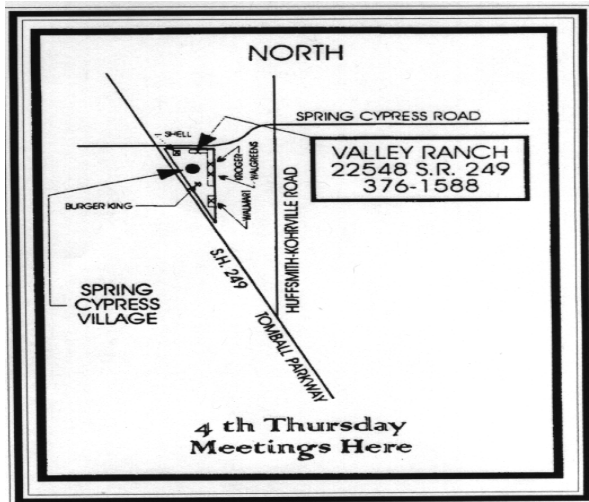 NORTH
SPRING CYPRESS ROAD
SHELL
VALLEY RANCH
22548 S.R. 249
376-1588
KROGER
WALGREENS
WALMART
BURGER KING
HUFFSMITH-KOHRVILLE ROAD
S.H. 249
SPRING
CYPRESS
VILLAGE
TOMBALL PARKWAY
4 th Thursday
Meetings Here